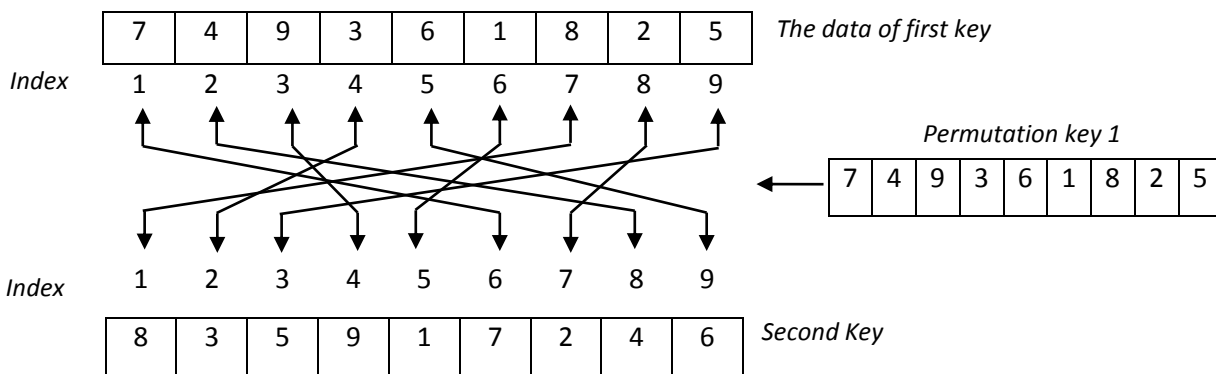 7 4 9 3 6 1 8 2 5 The data of first key
Index 1 2 3 4 5 6 7 8 9
Permutation key 1
7 4 9 3 6 1 8 2 5
Index 1 2 3 4 5 6 7 8 9
8 3 5 9 1 7 2 4 6 Second Key